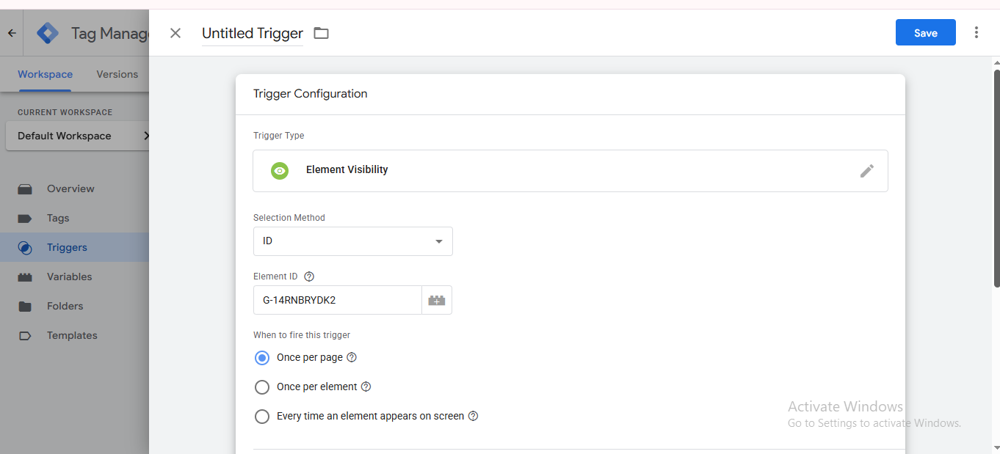 Tag Manag
Untitled Trigger
Save
Workspace
Versions
CURRENT WORKSPACE
Default Workspace
Overview
Tags
Triggers
Variables
Folders
Templates
Trigger Configuration
Trigger Type
Element Visibility
Selection Method
ID
Element ID
G-14RNBRYDK2
When to fire this trigger
Once per page
Once per element
Every time an element appears on screen
Activate Windows
Go to Settings to activate Windows.